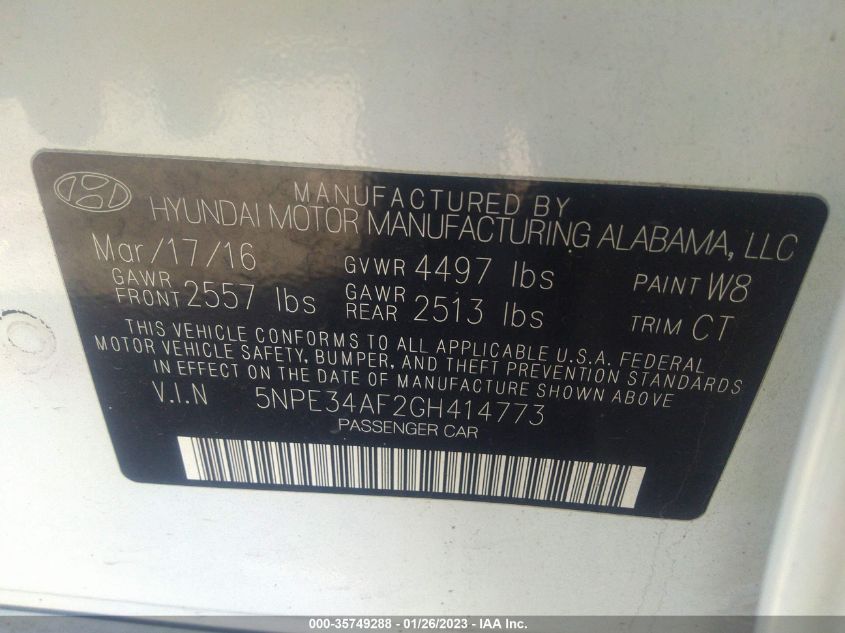 MANUFACTURED BY
HYUNDAI MOTOR MANUFACTURING ALABAMA, LLC
Mar/17/16 GVWR 4497 lbs PAINT W8
GAWR FRONT 2557 lbs GAWR REAR 2513 lbs TRIM CT
THIS VEHICLE CONFORMS TO ALL APPLICABLE U.S.A. FEDERAL
MOTOR VEHICLE SAFETY, BUMPER, AND THEFT PREVENTION STANDARDS
IN EFFECT ON THE DATE OF MANUFACTURE SHOWN ABOVE
V.I.N 5NPE34AF2GH414773
PASSENGER CAR
000-35749288 - 01/26/2023 - IAA Inc.